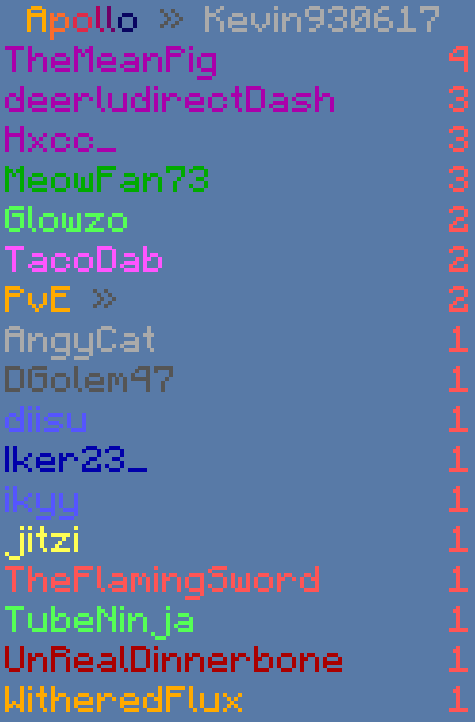 Apollo » Kevin930617
TheMeanPig 4
deerludirectDash 3
Hxcc_ 3
MeowFan73 3
Glowzo 2
TacoDab 2
PvE » 2
AngyCat 1
DGolem47 1
diisu 1
Iker23_ 1
ikyy 1
jitzi 1
TheFlamingSword 1
TubeNinja 1
UnRealDinnerbone 1
WitheredFlux 1